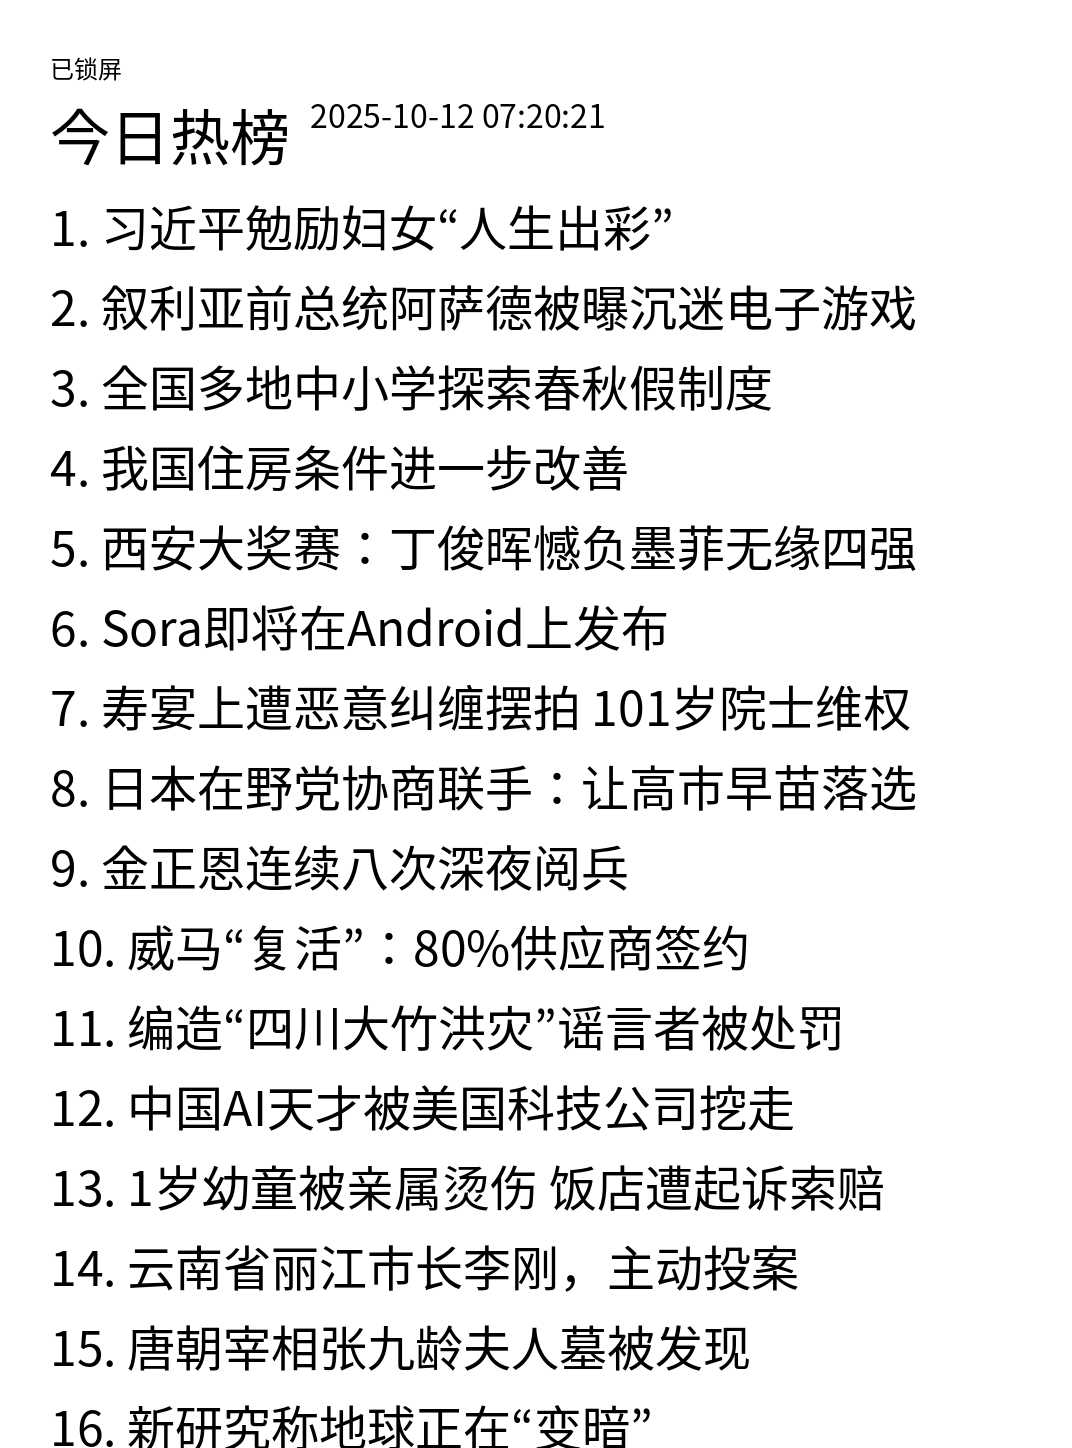 已锁屏
今日热榜 2025-10-12 07:20:21
1. 习近平勉励妇女“人生出彩”
2. 叙利亚前总统阿萨德被曝沉迷电子游戏
3. 全国多地中小学探索春秋假制度
4. 我国住房条件进一步改善
5. 西安大奖赛：丁俊晖憾负墨菲无缘四强
6. Sora即将在Android上发布
7. 寿宴上遭恶意纠缠摆拍 101岁院士维权
8. 日本在野党协商联手：让高市早苗落选
9. 金正恩连续八次深夜阅兵
10. 威马“复活”：80%供应商签约
11. 编造“四川大竹洪灾”谣言者被处罚
12. 中国AI天才被美国科技公司挖走
13. 1岁幼童被亲属烫伤 饭店遭起诉索赔
14. 云南省丽江市长李刚，主动投案
15. 唐朝宰相张九龄夫人墓被发现
16. 新研究称地球正在“变暗”